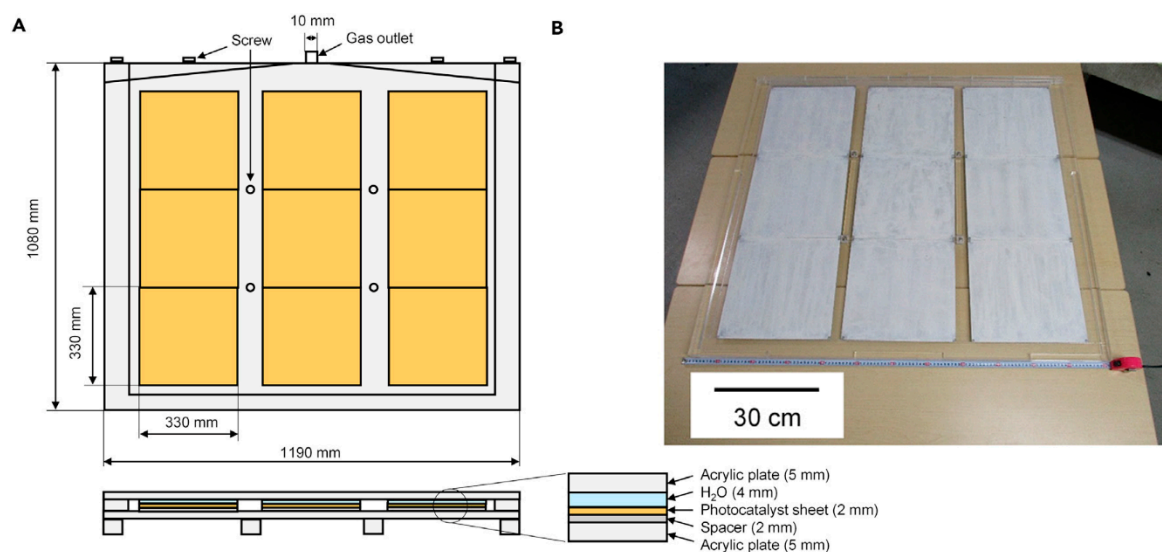 A
10 mm
Screw
Gas outlet
1080 mm
330 mm
330 mm
1190 mm
Acrylic plate (5 mm)
H₂O (4 mm)
Photocatalyst sheet (2 mm)
Spacer (2 mm)
Acrylic plate (5 mm)
B
30 cm